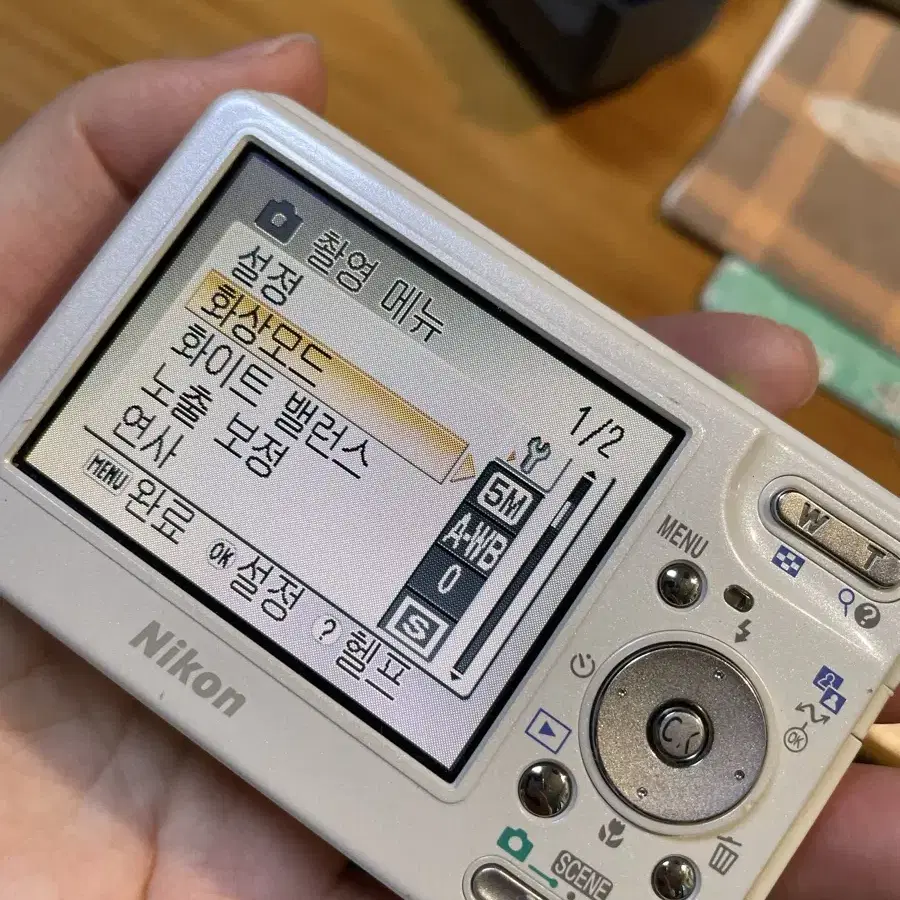 촬영 메뉴
1/2
설정
화상모드 5M
화이트 밸런스 A-WB
노출 보정 0
연사 S
MENU 완료 OK 설정 ? 헬프
Nikon
W T
MENU
?
OK
SCENE